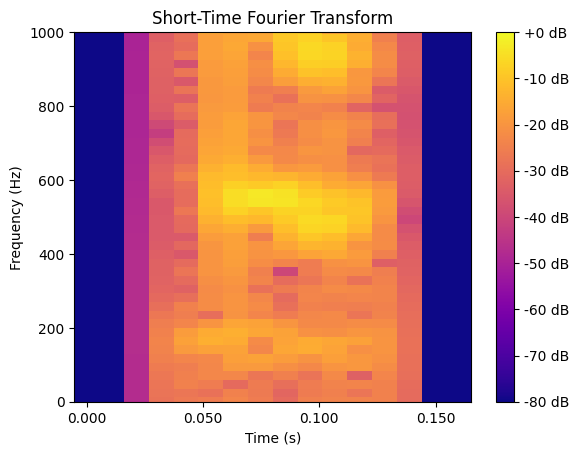 Short-Time Fourier Transform
Frequency (Hz)
1000
800
600
400
200
0
0.000 0.050 0.100 0.150
Time (s)
+0 dB
-10 dB
-20 dB
-30 dB
-40 dB
-50 dB
-60 dB
-70 dB
-80 dB